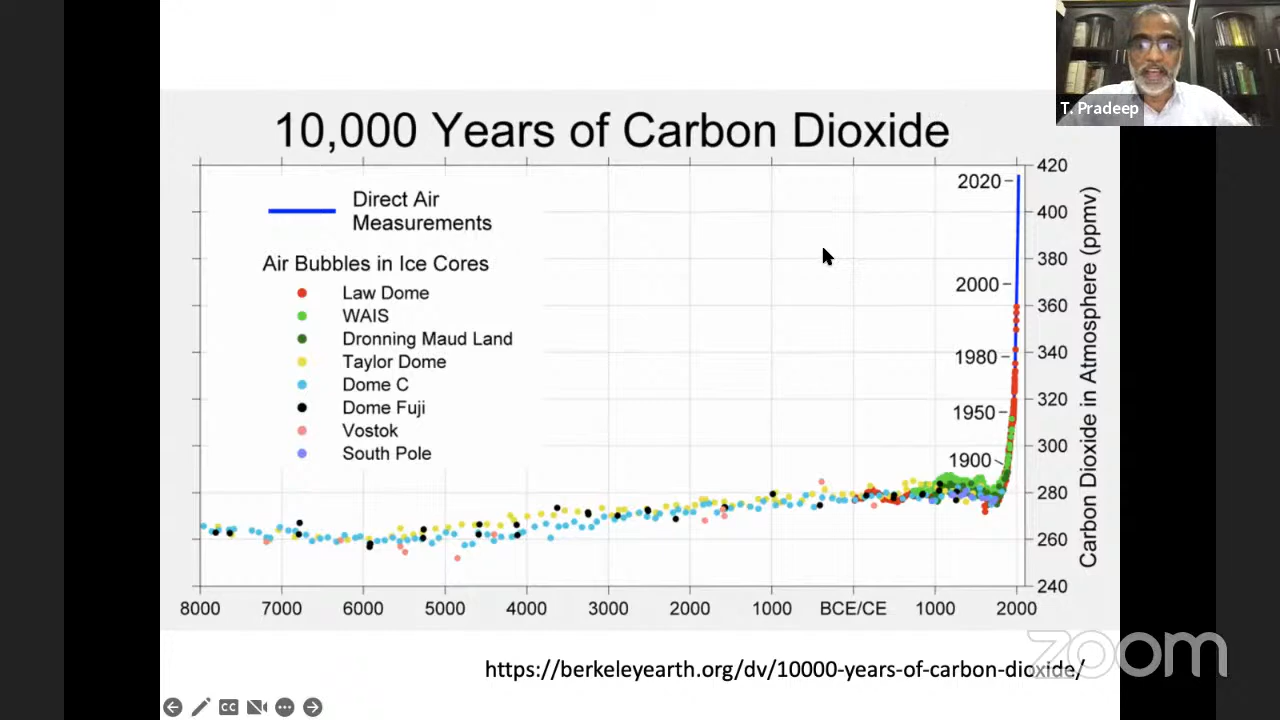 T. Pradeep
10,000 Years of Carbon Dioxide
Direct Air
Measurements
Air Bubbles in Ice Cores
Law Dome
WAIS
Dronning Maud Land
Taylor Dome
Dome C
Dome Fuji
Vostok
South Pole
2020
2000
1980
1950
1900
420
400
380
360
340
320
300
280
260
240
Carbon Dioxide in Atmosphere (ppmv)
8000 7000 6000 5000 4000 3000 2000 1000 BCE/CE 1000 2000
https://berkeleyearth.org/dv/10000-years-of-carbon-dioxide/
zoom
CC